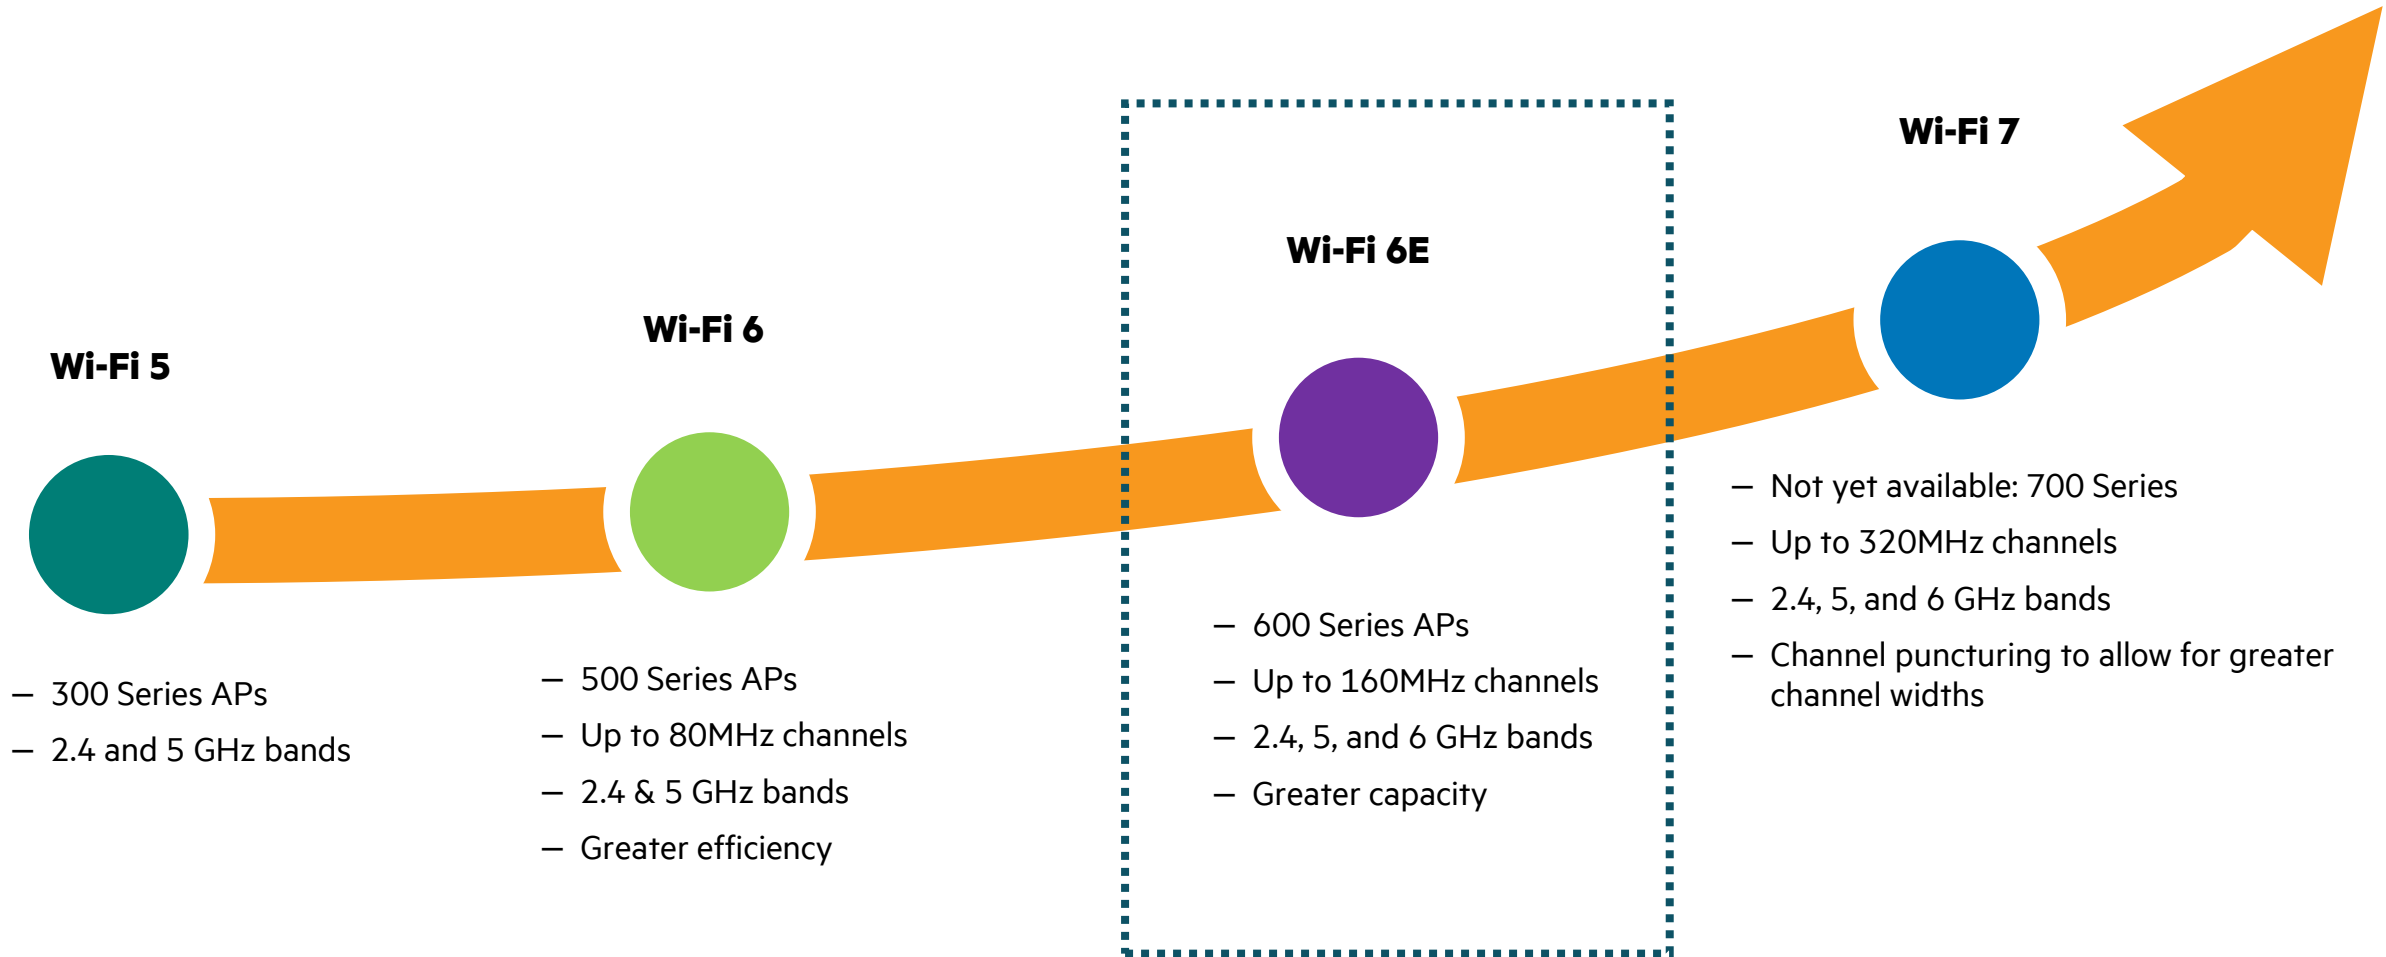 Wi-Fi 5
– 300 Series APs
– 2.4 and 5 GHz bands
Wi-Fi 6
– 500 Series APs
– Up to 80MHz channels
– 2.4 & 5 GHz bands
– Greater efficiency
Wi-Fi 6E
– 600 Series APs
– Up to 160MHz channels
– 2.4, 5, and 6 GHz bands
– Greater capacity
Wi-Fi 7
– Not yet available: 700 Series
– Up to 320MHz channels
– 2.4, 5, and 6 GHz bands
– Channel puncturing to allow for greater
channel widths